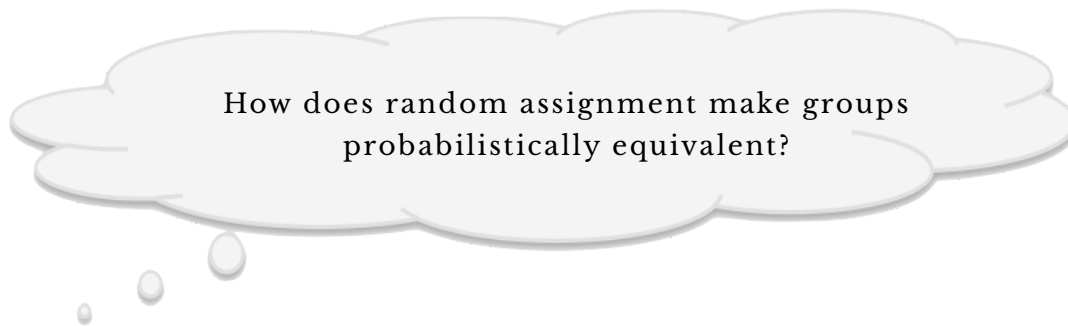 How does random assignment make groups
probabilistically equivalent?